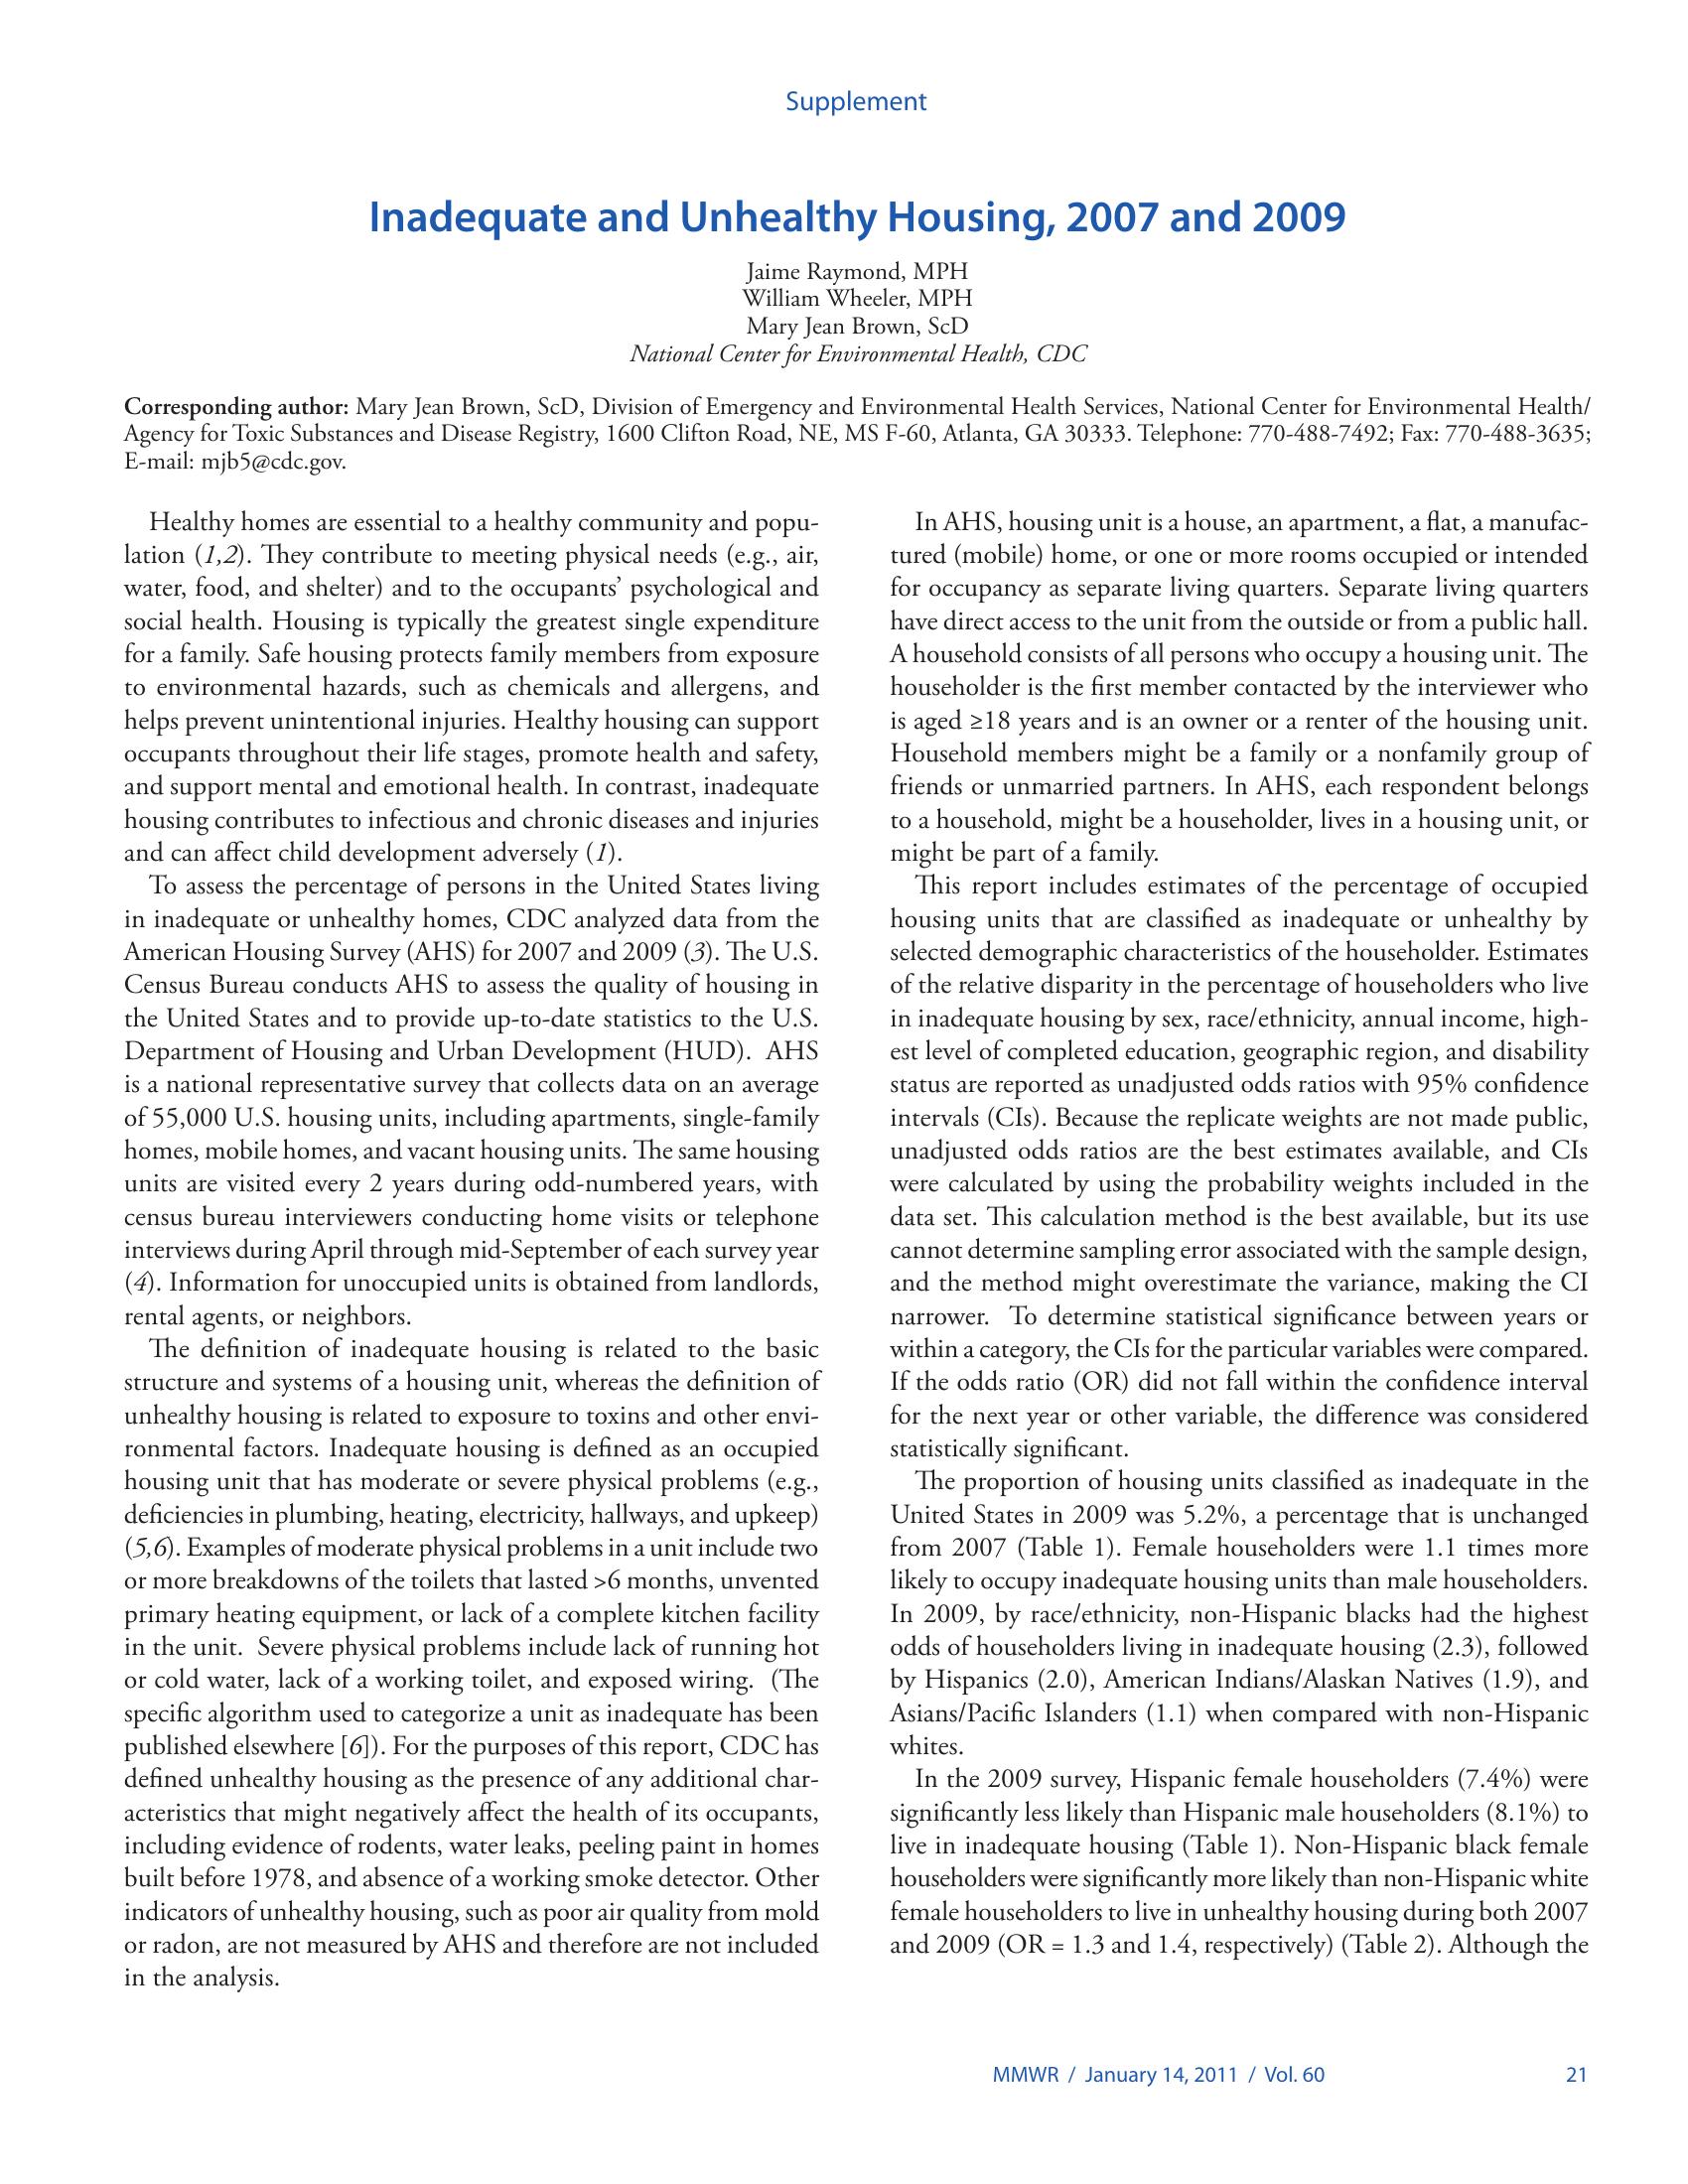 Supplement
Inadequate and Unhealthy Housing, 2007 and 2009
Jaime Raymond, MPH
William Wheeler, MPH
Mary Jean Brown, ScD
National Center for Environmental Health, CDC
Corresponding author: Mary Jean Brown, ScD, Division of Emergency and Environmental Health Services, National Center for Environmental Health/
Agency for Toxic Substances and Disease Registry, 1600 Clifton Road, NE, MS F-60, Atlanta, GA 30333. Telephone: 770-488-7492; Fax: 770-488-3635;
E-mail: mjb5@cdc.gov.
Healthy homes are essential to a healthy community and popu-
lation (1,2). They contribute to meeting physical needs (e.g., air,
water, food, and shelter) and to the occupants’ psychological and
social health. Housing is typically the greatest single expenditure
for a family. Safe housing protects family members from exposure
to environmental hazards, such as chemicals and allergens, and
helps prevent unintentional injuries. Healthy housing can support
occupants throughout their life stages, promote health and safety,
and support mental and emotional health. In contrast, inadequate
housing contributes to infectious and chronic diseases and injuries
and can affect child development adversely (1).
To assess the percentage of persons in the United States living
in inadequate or unhealthy homes, CDC analyzed data from the
American Housing Survey (AHS) for 2007 and 2009 (3). The U.S.
Census Bureau conducts AHS to assess the quality of housing in
the United States and to provide up-to-date statistics to the U.S.
Department of Housing and Urban Development (HUD).  AHS
is a national representative survey that collects data on an average
of 55,000 U.S. housing units, including apartments, single-family
homes, mobile homes, and vacant housing units. The same housing
units are visited every 2 years during odd-numbered years, with
census bureau interviewers conducting home visits or telephone
interviews during April through mid-September of each survey year
(4). Information for unoccupied units is obtained from landlords,
rental agents, or neighbors.
The definition of inadequate housing is related to the basic
structure and systems of a housing unit, whereas the definition of
unhealthy housing is related to exposure to toxins and other envi-
ronmental factors. Inadequate housing is defined as an occupied
housing unit that has moderate or severe physical problems (e.g.,
deficiencies in plumbing, heating, electricity, hallways, and upkeep)
(5,6). Examples of moderate physical problems in a unit include two
or more breakdowns of the toilets that lasted >6 months, unvented
primary heating equipment, or lack of a complete kitchen facility
in the unit.  Severe physical problems include lack of running hot
or cold water, lack of a working toilet, and exposed wiring.  (The
specific algorithm used to categorize a unit as inadequate has been
published elsewhere [6]). For the purposes of this report, CDC has
defined unhealthy housing as the presence of any additional char-
acteristics that might negatively affect the health of its occupants,
including evidence of rodents, water leaks, peeling paint in homes
built before 1978, and absence of a working smoke detector. Other
indicators of unhealthy housing, such as poor air quality from mold
or radon, are not measured by AHS and therefore are not included
in the analysis.
In AHS, housing unit is a house, an apartment, a flat, a manufac-
tured (mobile) home, or one or more rooms occupied or intended
for occupancy as separate living quarters. Separate living quarters
have direct access to the unit from the outside or from a public hall.
A household consists of all persons who occupy a housing unit. The
householder is the first member contacted by the interviewer who
is aged ≥18 years and is an owner or a renter of the housing unit.
Household members might be a family or a nonfamily group of
friends or unmarried partners. In AHS, each respondent belongs
to a household, might be a householder, lives in a housing unit, or
might be part of a family.
This report includes estimates of the percentage of occupied
housing units that are classified as inadequate or unhealthy by
selected demographic characteristics of the householder. Estimates
of the relative disparity in the percentage of householders who live
in inadequate housing by sex, race/ethnicity, annual income, high-
est level of completed education, geographic region, and disability
status are reported as unadjusted odds ratios with 95% confidence
intervals (CIs). Because the replicate weights are not made public,
unadjusted odds ratios are the best estimates available, and CIs
were calculated by using the probability weights included in the
data set. This calculation method is the best available, but its use
cannot determine sampling error associated with the sample design,
and the method might overestimate the variance, making the CI
narrower.  To determine statistical significance between years or
within a category, the CIs for the particular variables were compared.
If the odds ratio (OR) did not fall within the confidence interval
for the next year or other variable, the difference was considered
statistically significant.
The proportion of housing units classified as inadequate in the
United States in 2009 was 5.2%, a percentage that is unchanged
from 2007 (Table 1). Female householders were 1.1 times more
likely to occupy inadequate housing units than male householders.
In 2009, by race/ethnicity, non-Hispanic blacks had the highest
odds of householders living in inadequate housing (2.3), followed
by Hispanics (2.0), American Indians/Alaskan Natives (1.9), and
Asians/Pacific Islanders (1.1) when compared with non-Hispanic
whites.
In the 2009 survey, Hispanic female householders (7.4%) were
significantly less likely than Hispanic male householders (8.1%) to
live in inadequate housing (Table 1). Non-Hispanic black female
householders were significantly more likely than non-Hispanic white
female householders to live in unhealthy housing during both 2007
and 2009 (OR = 1.3 and 1.4, respectively) (Table 2). Although the
MMWR / January 14, 2011 / Vol. 60 21